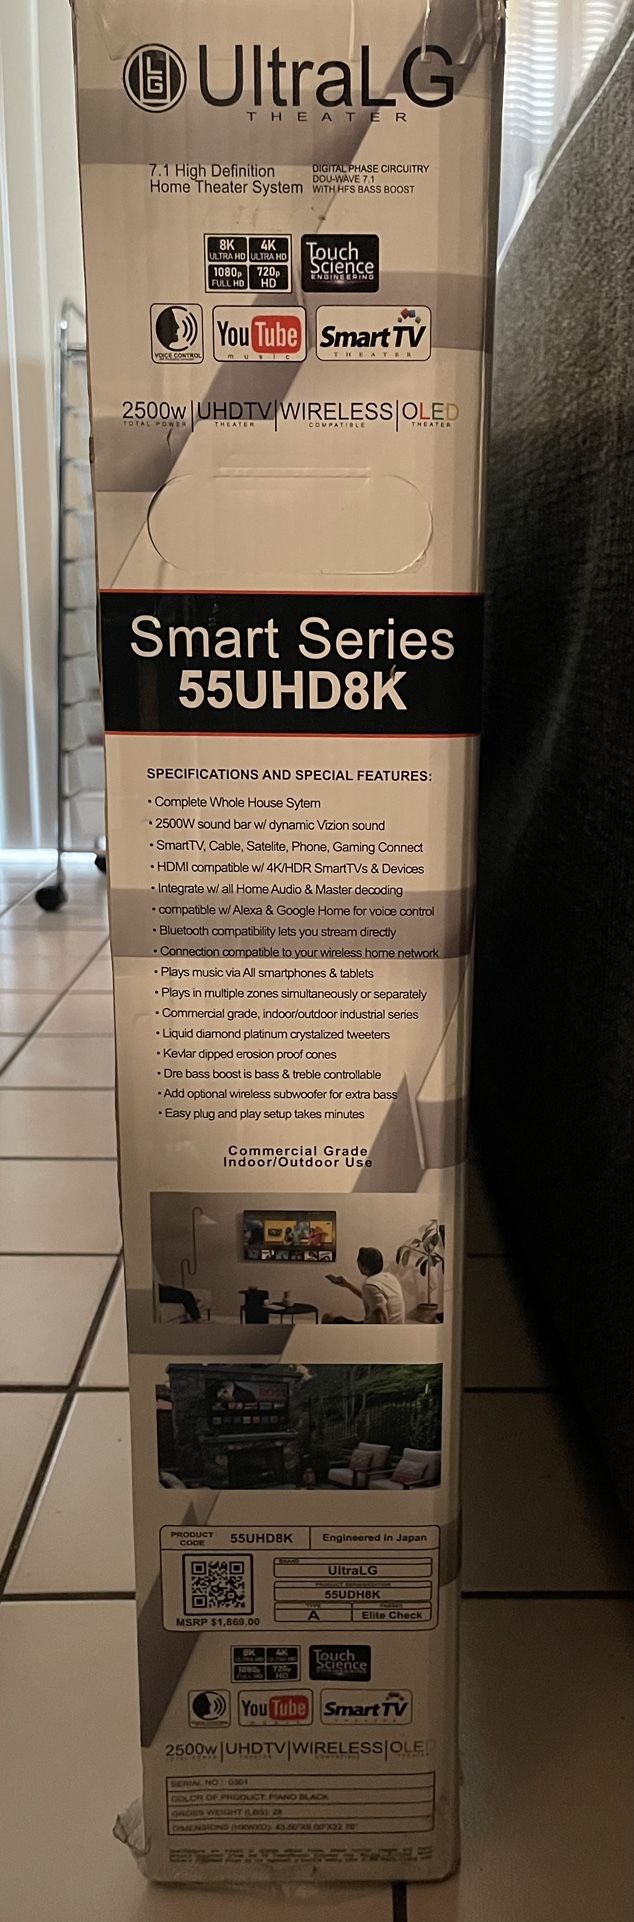 LG UltraLG
THEATER
7.1 High Definition
Home Theater System
DIGITAL PHASE CIRCUITRY
DOU-WAVE 7.1
WITH HFS BASS BOOST
8K ULTRA HD 4K ULTRA HD
1080p FULL HD 720p HD
Touch
Science
ENGINEERING
VOICE CONTROL
YouTube
music
SmartTV
THEATER
2500w|UHDTV|WIRELESS|OLED
TOTAL POWER THEATER COMPATIBLE THEATER
Smart Series
55UHD8K
SPECIFICATIONS AND SPECIAL FEATURES:
• Complete Whole House Sytem
• 2500W sound bar w/ dynamic Vizion sound
• SmartTV, Cable, Satelite, Phone, Gaming Connect
• HDMI compatible w/ 4K/HDR SmartTVs & Devices
• Integrate w/ all Home Audio & Master decoding
• compatible w/ Alexa & Google Home for voice control
• Bluetooth compatibility lets you stream directly
• Connection compatible to your wireless home network
• Plays music via All smartphones & tablets
• Plays in multiple zones simultaneously or separately
• Commercial grade, indoor/outdoor industrial series
• Liquid diamond platinum crystalized tweeters
• Kevlar dipped erosion proof cones
• Dre bass boost is bass & treble controllable
• Add optional wireless subwoofer for extra bass
• Easy plug and play setup takes minutes
Commercial Grade
Indoor/Outdoor Use
PRODUCT CODE 55UHD8K Engineered in Japan
BRAND
UltraLG
55UDH8K
TYPE
A Elite Check
MSRP $1,869.00
8K ULTRA HD 4K ULTRA HD
1080p FULL HD 720p HD
Touch
Science
YouTube
SmartTV
2500w|UHDTV|WIRELESS|OLED
SERIAL NO.: 0301
COLOR OF PRODUCT: PIANO BLACK
GROSS WEIGHT (LBS): 28